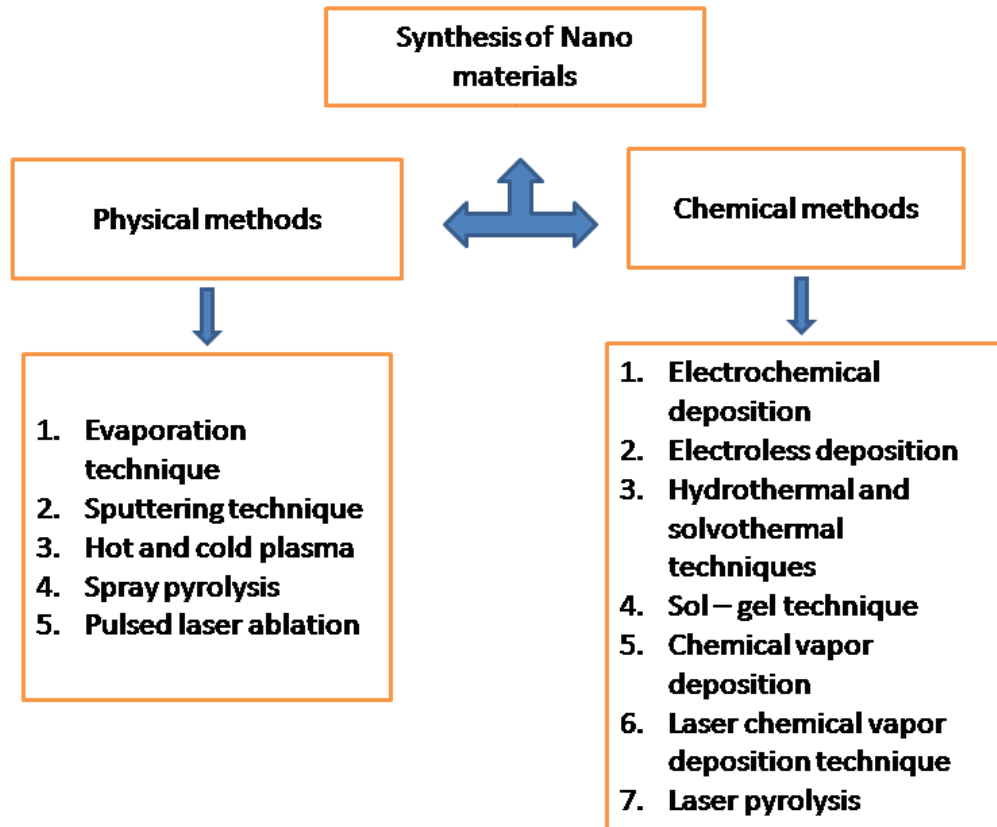 Synthesis of Nano
materials
Physical methods
Chemical methods
1. Evaporation
technique
2. Sputtering technique
3. Hot and cold plasma
4. Spray pyrolysis
5. Pulsed laser ablation
1. Electrochemical
deposition
2. Electroless deposition
3. Hydrothermal and
solvothermal
techniques
4. Sol – gel technique
5. Chemical vapor
deposition
6. Laser chemical vapor
deposition technique
7. Laser pyrolysis